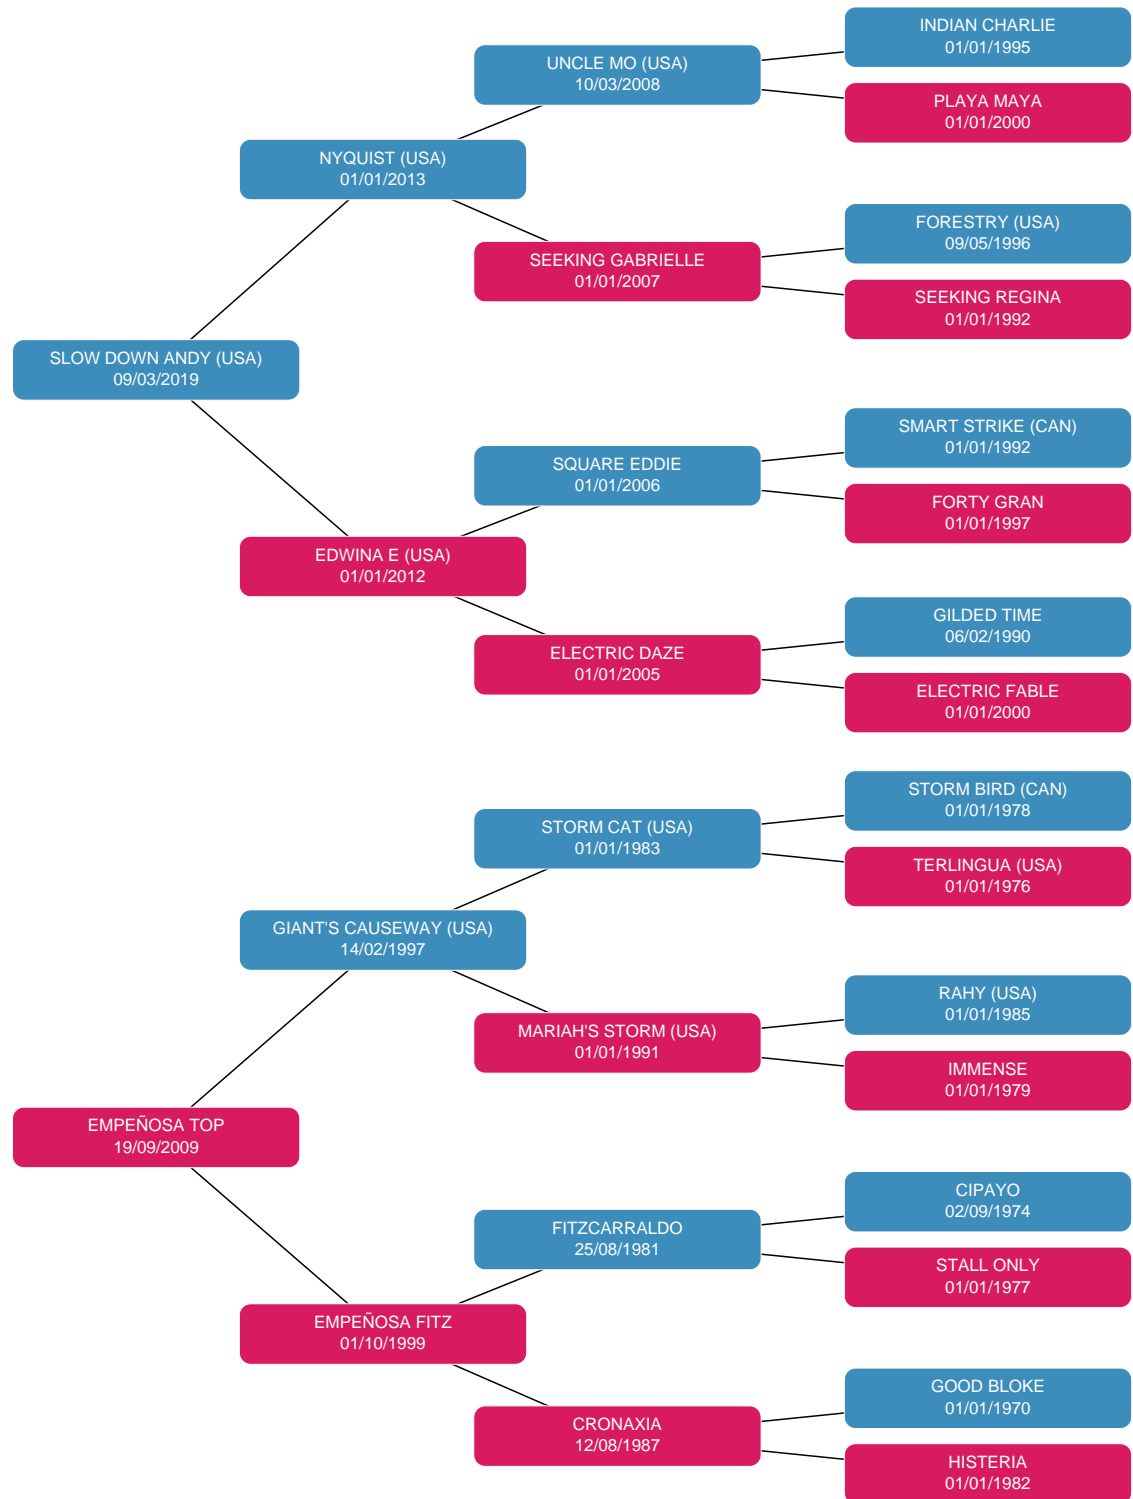 INDIAN CHARLIE
01/01/1995
UNCLE MO (USA)
10/03/2008
PLAYA MAYA
01/01/2000
NYQUIST (USA)
01/01/2013
FORESTRY (USA)
09/05/1996
SEEKING GABRIELLE
01/01/2007
SEEKING REGINA
01/01/1992
SLOW DOWN ANDY (USA)
09/03/2019
SMART STRIKE (CAN)
01/01/1992
SQUARE EDDIE
01/01/2006
FORTY GRAN
01/01/1997
EDWINA E (USA)
01/01/2012
GILDED TIME
06/02/1990
ELECTRIC DAZE
01/01/2005
ELECTRIC FABLE
01/01/2000
STORM BIRD (CAN)
01/01/1978
STORM CAT (USA)
01/01/1983
TERLINGUA (USA)
01/01/1976
GIANT'S CAUSEWAY (USA)
14/02/1997
RAHY (USA)
01/01/1985
MARIAH'S STORM (USA)
01/01/1991
IMMENSE
01/01/1979
EMPEÑOSA TOP
19/09/2009
CIPAYO
02/09/1974
FITZCARRALDO
25/08/1981
STALL ONLY
01/01/1977
EMPEÑOSA FITZ
01/10/1999
GOOD BLOKE
01/01/1970
CRONAXIA
12/08/1987
HISTERIA
01/01/1982